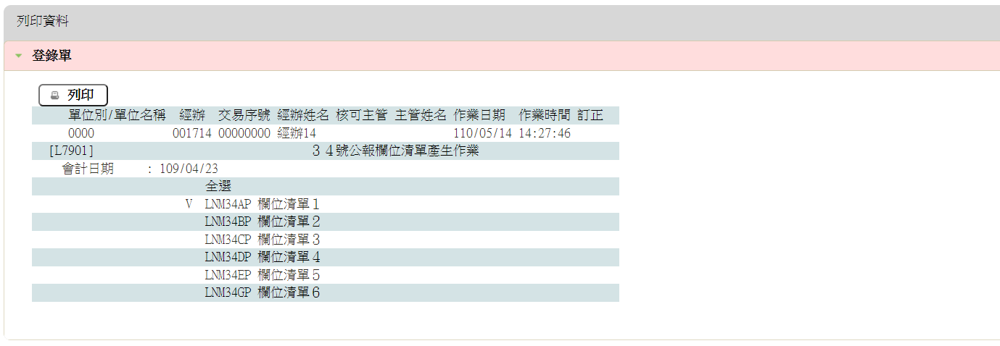 列印資料
登錄單
列印
單位別/單位名稱 經辦 交易序號 經辦姓名 核可主管 主管姓名 作業日期 作業時間 訂正
0000 001714 00000000 經辦14 110/05/14 14:27:46
[L7901] ３４號公報欄位清單產生作業
會計日期 : 109/04/23
全選
V LNM34AP 欄位清單１
LNM34BP 欄位清單２
LNM34CP 欄位清單３
LNM34DP 欄位清單４
LNM34EP 欄位清單５
LNM34GP 欄位清單６